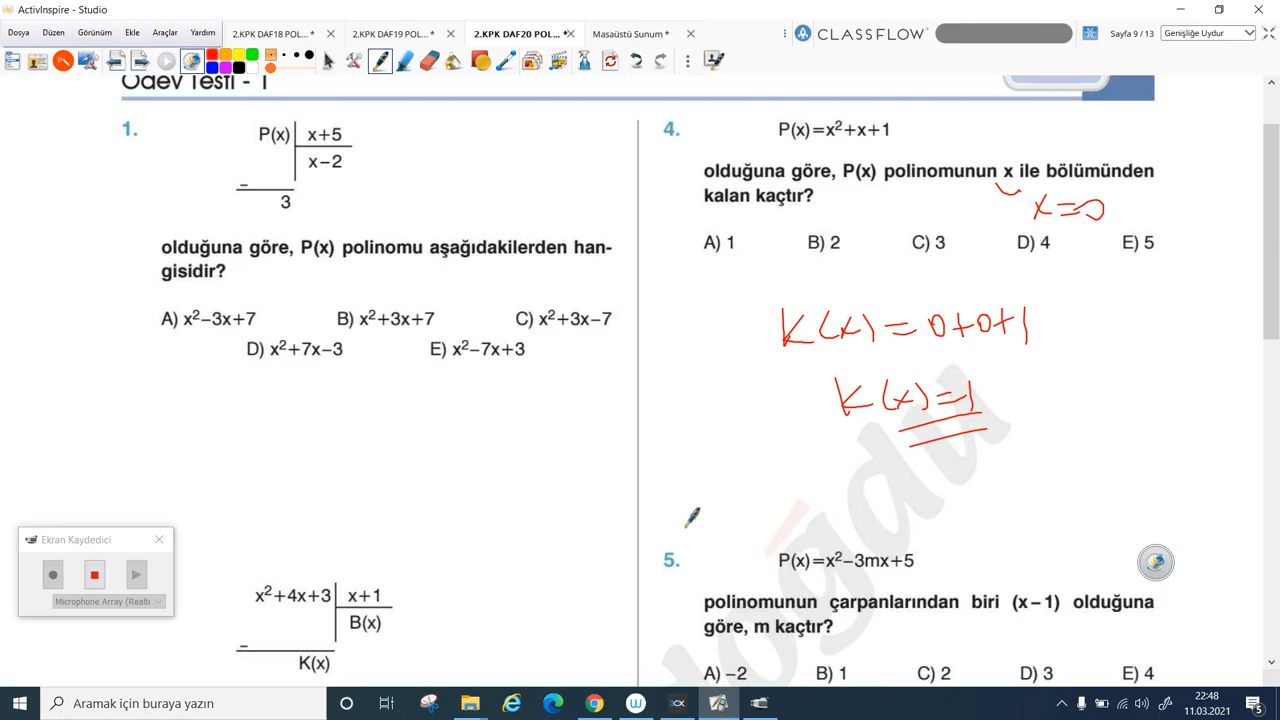 ActivInspire - Studio
Dosya Düzen Görünüm Ekle Araçlar Yardım
2.KPK DAF18 POL... * 2.KPK DAF19 POL... * 2.KPK DAF20 POL... * Masaüstü Sunum *
CLASSFLOW
Sayfa 9 / 13
Genişliğe Uydur
Ödev Testi - 1
1.
P(x) x+5
x−2
−
3
olduğuna göre, P(x) polinomu aşağıdakilerden han-
gisidir?
A) x²−3x+7 B) x²+3x+7 C) x²+3x−7
D) x²+7x−3 E) x²−7x+3
x²+4x+3 x+1
B(x)
−
K(x)
4. P(x)=x²+x+1
olduğuna göre, P(x) polinomunun x ile bölümünden
kalan kaçtır?
x=0
A) 1 B) 2 C) 3 D) 4 E) 5
K(x)=0+0+1
K(x)=1
5. P(x)=x²−3mx+5
polinomunun çarpanlarından biri (x−1) olduğuna
göre, m kaçtır?
A) −2 B) 1 C) 2 D) 3 E) 4
Ekran Kaydedici
Microphone Array (Realt
Aramak için buraya yazın
22:48
11.03.2021
5